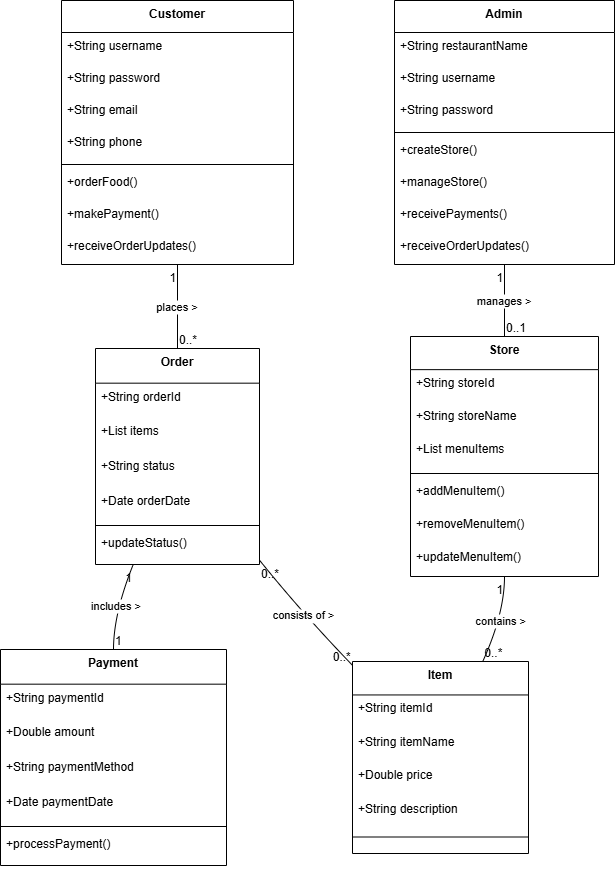 Customer
+String username
+String password
+String email
+String phone
+orderFood()
+makePayment()
+receiveOrderUpdates()
Admin
+String restaurantName
+String username
+String password
+createStore()
+manageStore()
+receivePayments()
+receiveOrderUpdates()
1
places >
0..*
1
manages >
0..1
Order
+String orderId
+List items
+String status
+Date orderDate
+updateStatus()
Store
+String storeId
+String storeName
+List menuItems
+addMenuItem()
+removeMenuItem()
+updateMenuItem()
1
includes >
1
0..*
consists of >
0..*
1
contains >
0..*
Payment
+String paymentId
+Double amount
+String paymentMethod
+Date paymentDate
+processPayment()
Item
+String itemId
+String itemName
+Double price
+String description